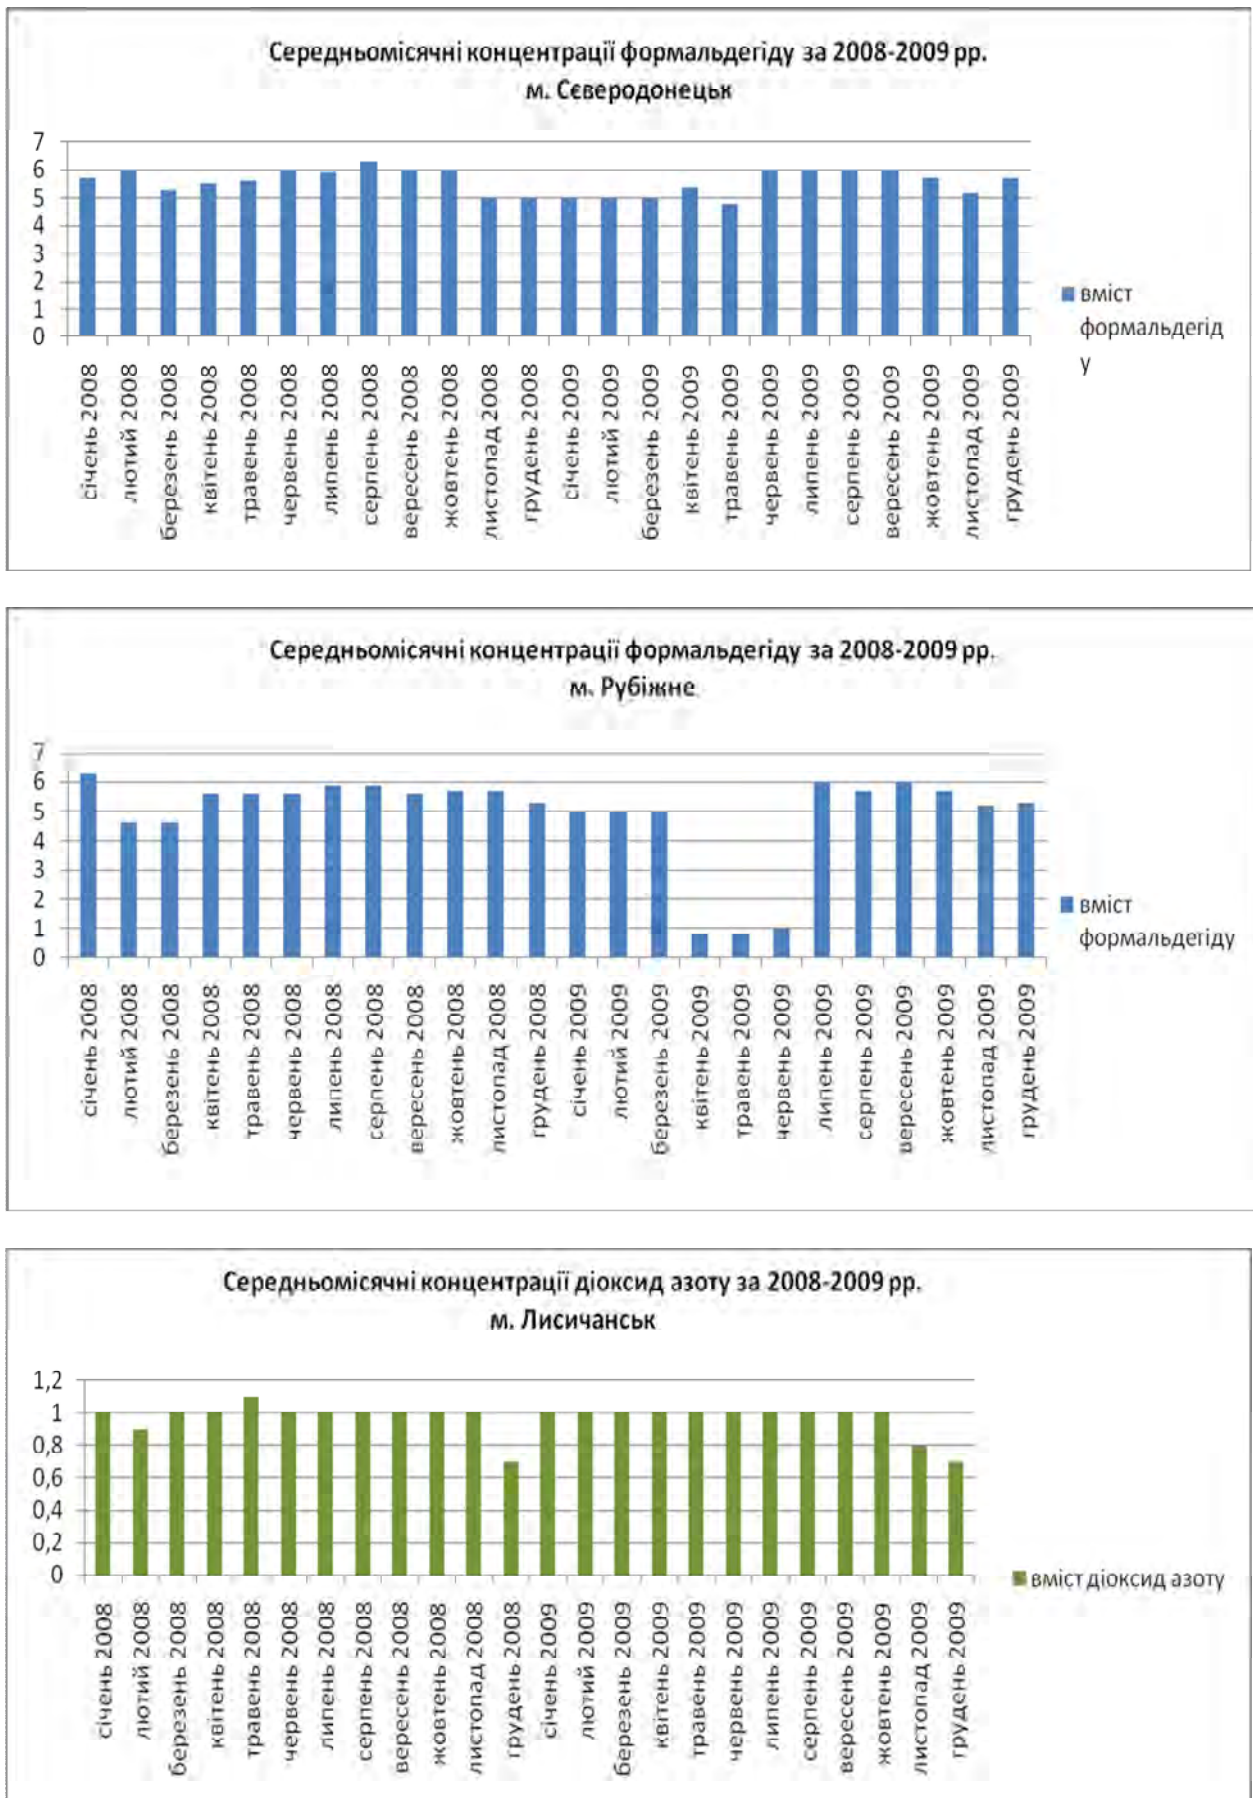 Середньомісячні концентрації формальдегіду за 2008-2009 рр.
м. Сєверодонецьк
7
6
5
4
3
2
1
0
січень 2008
лютий 2008
березень 2008
квітень 2008
травень 2008
червень 2008
липень 2008
серпень 2008
вересень 2008
жовтень 2008
листопад 2008
грудень 2008
січень 2009
лютий 2009
березень 2009
квітень 2009
травень 2009
червень 2009
липень 2009
серпень 2009
вересень 2009
жовтень 2009
листопад 2009
грудень 2009
вміст
формальдегід
у
Середньомісячні концентрації формальдегіду за 2008-2009 рр.
м. Рубіжне
7
6
5
4
3
2
1
0
січень 2008
лютий 2008
березень 2008
квітень 2008
травень 2008
червень 2008
липень 2008
серпень 2008
вересень 2008
жовтень 2008
листопад 2008
грудень 2008
січень 2009
лютий 2009
березень 2009
квітень 2009
травень 2009
червень 2009
липень 2009
серпень 2009
вересень 2009
жовтень 2009
листопад 2009
грудень 2009
вміст
формальдегіду
Середньомісячні концентрації діоксид азоту за 2008-2009 рр.
м. Лисичанськ
1,2
1
0,8
0,6
0,4
0,2
0
січень 2008
лютий 2008
березень 2008
квітень 2008
травень 2008
червень 2008
липень 2008
серпень 2008
вересень 2008
жовтень 2008
листопад 2008
грудень 2008
січень 2009
лютий 2009
березень 2009
квітень 2009
травень 2009
червень 2009
липень 2009
серпень 2009
вересень 2009
жовтень 2009
листопад 2009
грудень 2009
вміст діоксид азоту